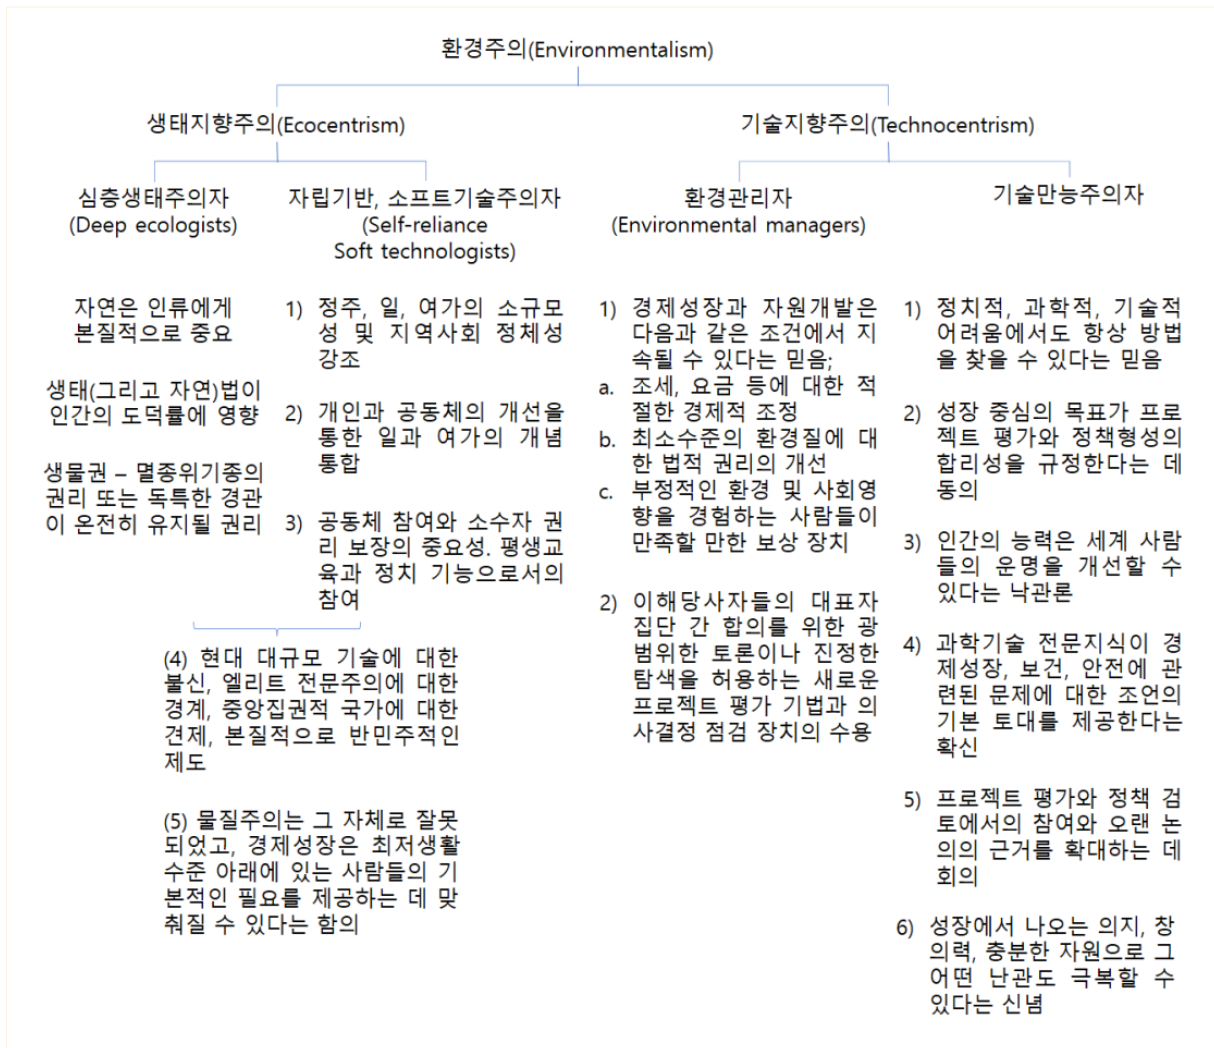 환경주의(Environmentalism)
생태지향주의(Ecocentrism)
기술지향주의(Technocentrism)
심층생태주의자
(Deep ecologists)
자립기반, 소프트기술주의자
(Self-reliance
Soft technologists)
환경관리자
(Environmental managers)
기술만능주의자
자연은 인류에게
본질적으로 중요
생태(그리고 자연)법이
인간의 도덕률에 영향
생물권 – 멸종위기종의
권리 또는 독특한 경관
이 온전히 유지될 권리
1) 정주, 일, 여가의 소규모
성 및 지역사회 정체성
강조
2) 개인과 공동체의 개선을
통한 일과 여가의 개념
통합
3) 공동체 참여와 소수자 권
리 보장의 중요성. 평생교
육과 정치 기능으로서의
참여
(4) 현대 대규모 기술에 대한
불신, 엘리트 전문주의에 대한
경계, 중앙집권적 국가에 대한
견제, 본질적으로 반민주적인
제도
(5) 물질주의는 그 자체로 잘못
되었고, 경제성장은 최저생활
수준 아래에 있는 사람들의 기
본적인 필요를 제공하는 데 맞
춰질 수 있다는 함의
1) 경제성장과 자원개발은
다음과 같은 조건에서 지
속될 수 있다는 믿음;
a. 조세, 요금 등에 대한 적
절한 경제적 조정
b. 최소수준의 환경질에 대
한 법적 권리의 개선
c. 부정적인 환경 및 사회영
향을 경험하는 사람들이
만족할 만한 보상 장치
2) 이해당사자들의 대표자
집단 간 합의를 위한 광
범위한 토론이나 진정한
탐색을 허용하는 새로운
프로젝트 평가 기법과 의
사결정 점검 장치의 수용
1) 정치적, 과학적, 기술적
어려움에서도 항상 방법
을 찾을 수 있다는 믿음
2) 성장 중심의 목표가 프로
젝트 평가와 정책형성의
합리성을 규정한다는 데
동의
3) 인간의 능력은 세계 사람
들의 운명을 개선할 수
있다는 낙관론
4) 과학기술 전문지식이 경
제성장, 보건, 안전에 관
련된 문제에 대한 조언의
기본 토대를 제공한다는
확신
5) 프로젝트 평가와 정책 검
토에서의 참여와 오랜 논
의의 근거를 확대하는 데
회의
6) 성장에서 나오는 의지, 창
의력, 충분한 자원으로 그
어떤 난관도 극복할 수
있다는 신념